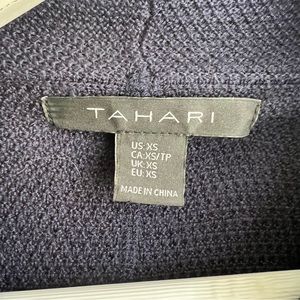 TAHARI
US: XS
CA: XS/TP
UK: XS
EU: XS
MADE IN CHINA